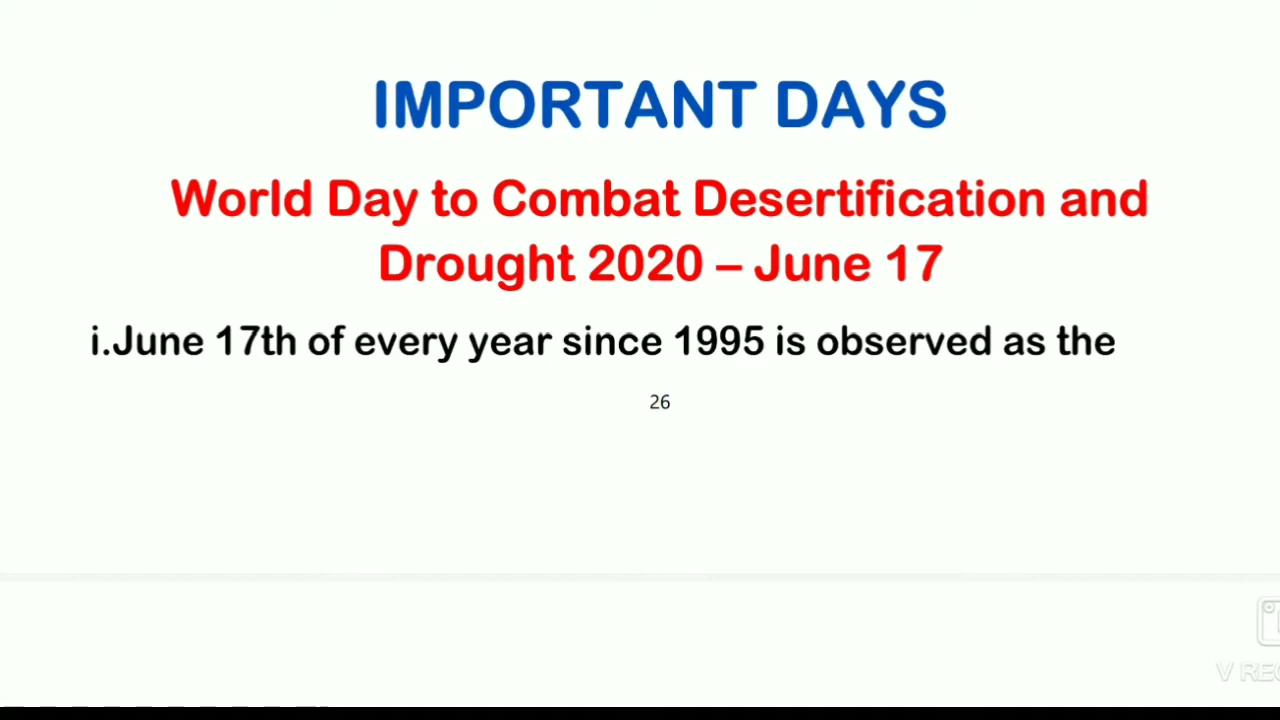 IMPORTANT DAYS
World Day to Combat Desertification and
Drought 2020 – June 17
i.June 17th of every year since 1995 is observed as the
26
V REC